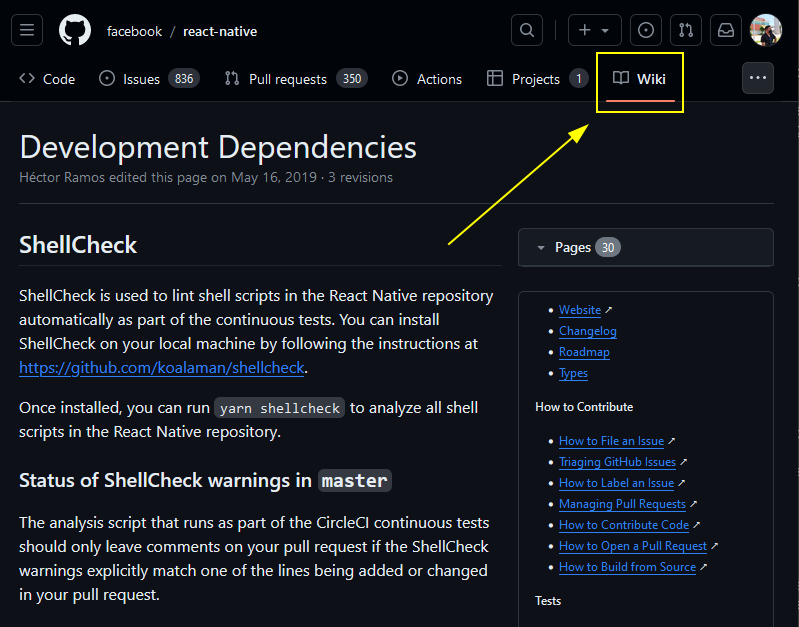 facebook / react-native
Code Issues 836 Pull requests 350 Actions Projects 1 Wiki
Development Dependencies
Héctor Ramos edited this page on May 16, 2019 · 3 revisions
ShellCheck
ShellCheck is used to lint shell scripts in the React Native repository
automatically as part of the continuous tests. You can install
ShellCheck on your local machine by following the instructions at
https://github.com/koalaman/shellcheck.
Once installed, you can run yarn shellcheck to analyze all shell
scripts in the React Native repository.
Status of ShellCheck warnings in master
The analysis script that runs as part of the CircleCI continuous tests
should only leave comments on your pull request if the ShellCheck
warnings explicitly match one of the lines being added or changed
in your pull request.
Pages 30
Website
Changelog
Roadmap
Types
How to Contribute
How to File an Issue
Triaging GitHub Issues
How to Label an Issue
Managing Pull Requests
How to Contribute Code
How to Open a Pull Request
How to Build from Source
Tests